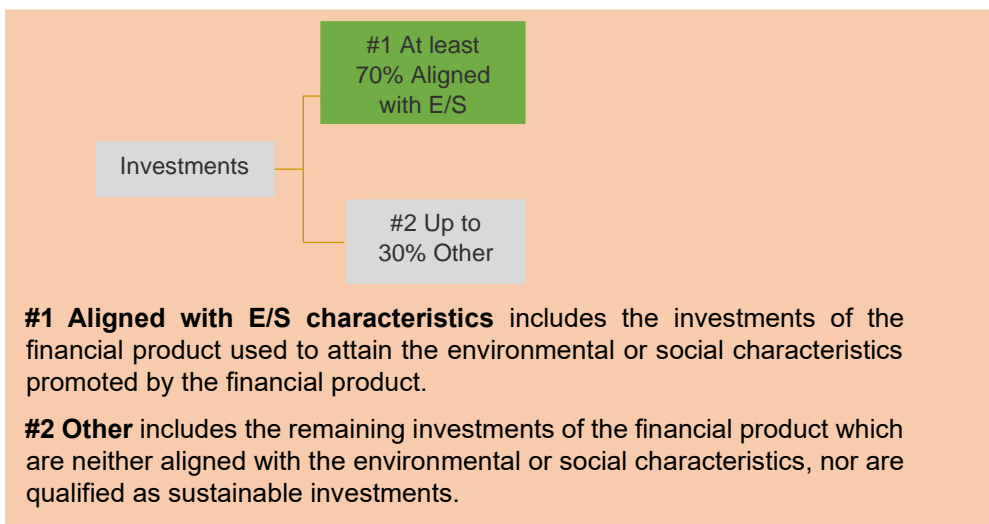 #1 At least
70% Aligned
with E/S
Investments
#2 Up to
30% Other
#1 Aligned with E/S characteristics includes the investments of the
financial product used to attain the environmental or social characteristics
promoted by the financial product.
#2 Other includes the remaining investments of the financial product which
are neither aligned with the environmental or social characteristics, nor are
qualified as sustainable investments.